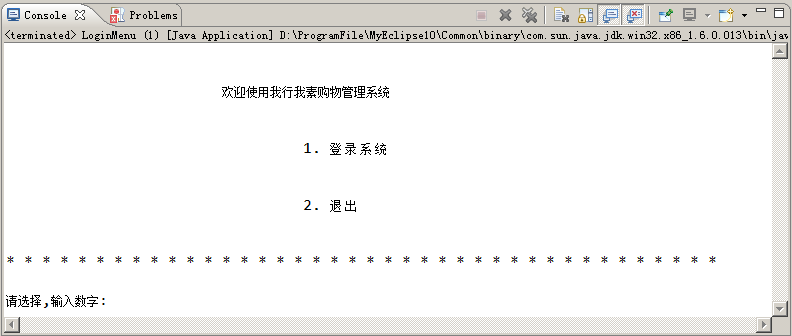 Console Problems
<terminated> LoginMenu (1) [Java Application] D:\ProgramFile\MyEclipse10\Common\binary\com.sun.java.jdk.win32.x86_1.6.0.013\bin\jav
欢迎使用我行我素购物管理系统
1. 登录系统
2. 退出
* * * * * * * * * * * * * * * * * * * * * * * * * * * * * * * * * * * * * * * *
请选择,输入数字: